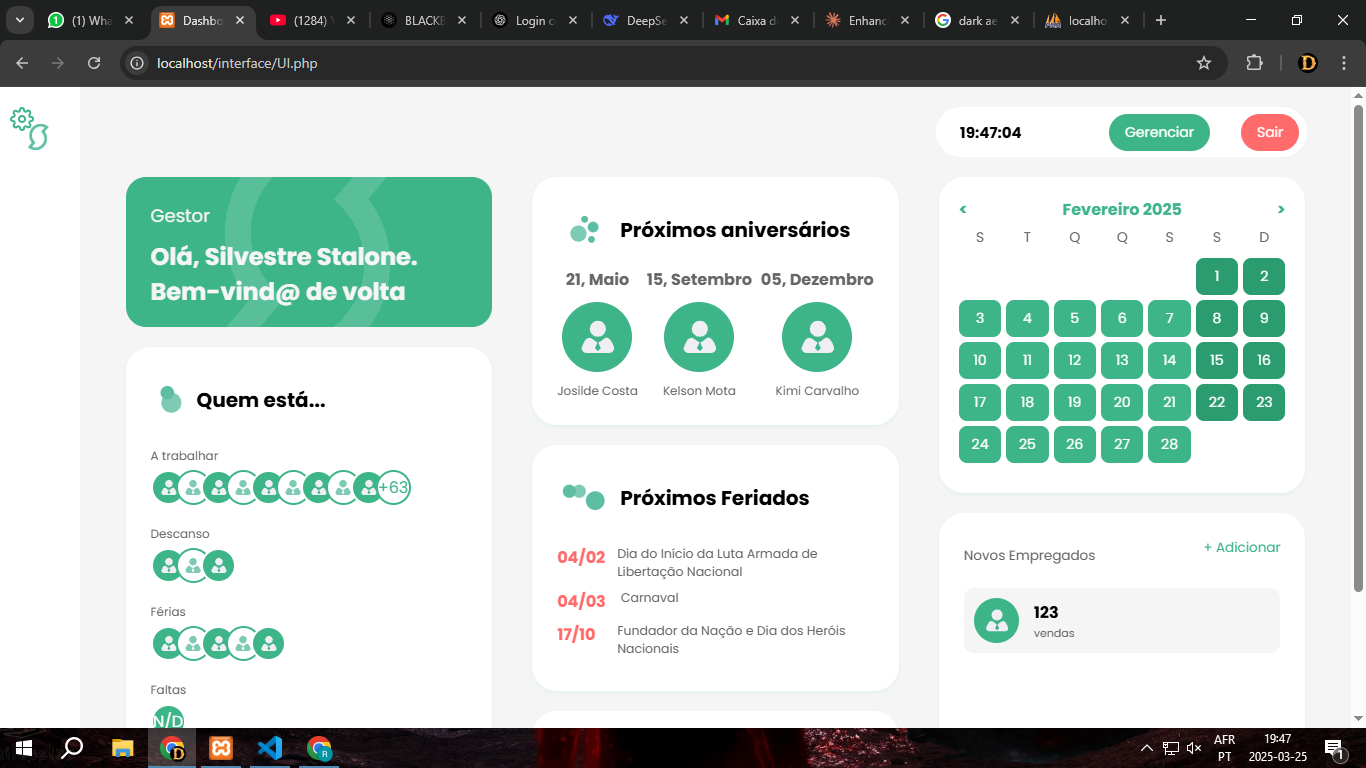 (1) Wha
Dashbo
(1284) Y
BLACKE
Login c
DeepSe
Caixa d
Enhanc
dark ae
localho
localhost/interface/UI.php
19:47:04
Gerenciar
Sair
Gestor
Olá, Silvestre Stalone.
Bem-vind@ de volta
Quem está...
A trabalhar
+63
Descanso
Férias
Faltas
N/D
Próximos aniversários
21, Maio 15, Setembro 05, Dezembro
Josilde Costa Kelson Mota Kimi Carvalho
Próximos Feriados
04/02 Dia do Início da Luta Armada de
Libertação Nacional
04/03 Carnaval
17/10 Fundador da Nação e Dia dos Heróis
Nacionais
< Fevereiro 2025 >
S T Q Q S S D
1 2
3 4 5 6 7 8 9
10 11 12 13 14 15 16
17 18 19 20 21 22 23
24 25 26 27 28
Novos Empregados
+ Adicionar
123
vendas
AFR
PT
19:47
2025-03-25
1